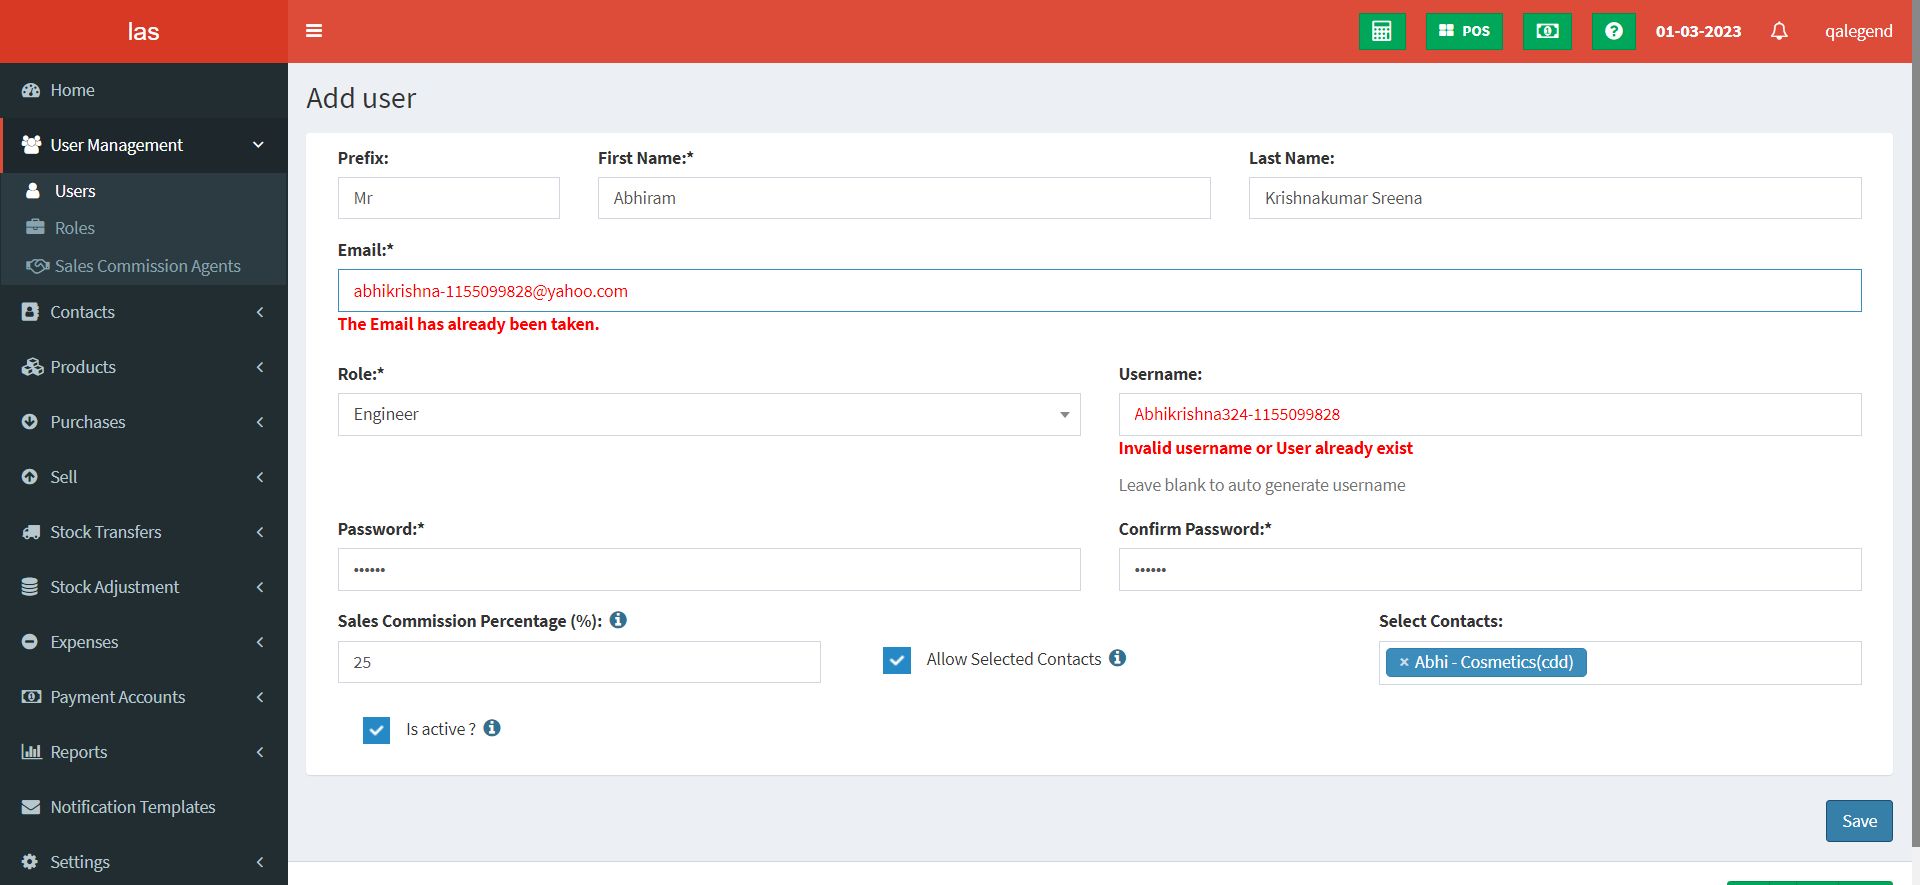 las
POS
01-03-2023
qalegend
Home
User Management
Users
Roles
Sales Commission Agents
Contacts
Products
Purchases
Sell
Stock Transfers
Stock Adjustment
Expenses
Payment Accounts
Reports
Notification Templates
Settings
Add user
Prefix:
First Name:*
Last Name:
Mr
Abhiram
Krishnakumar Sreena
Email:*
abhikrishna-1155099828@yahoo.com
The Email has already been taken.
Role:*
Username:
Engineer
Abhikrishna324-1155099828
Invalid username or User already exist
Leave blank to auto generate username
Password:*
Confirm Password:*
••••••
••••••
Sales Commission Percentage (%):
Select Contacts:
25
Allow Selected Contacts
× Abhi - Cosmetics(cdd)
Is active ?
Save